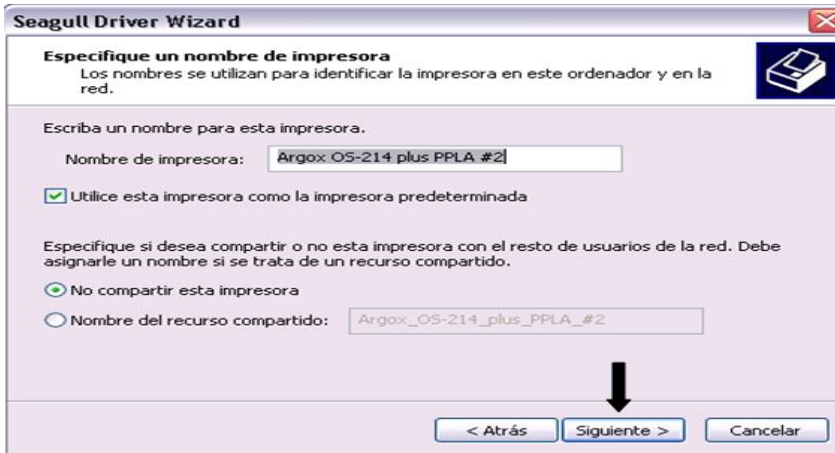 Seagull Driver Wizard
Especifique un nombre de impresora
Los nombres se utilizan para identificar la impresora en este ordenador y en la
red.
Escriba un nombre para esta impresora.
Nombre de impresora: Argox OS-214 plus PPLA #2
Utilice esta impresora como la impresora predeterminada
Especifique si desea compartir o no esta impresora con el resto de usuarios de la red. Debe
asignarle un nombre si se trata de un recurso compartido.
No compartir esta impresora
Nombre del recurso compartido: Argox_OS-214_plus_PPLA_#2
< Atrás Siguiente > Cancelar